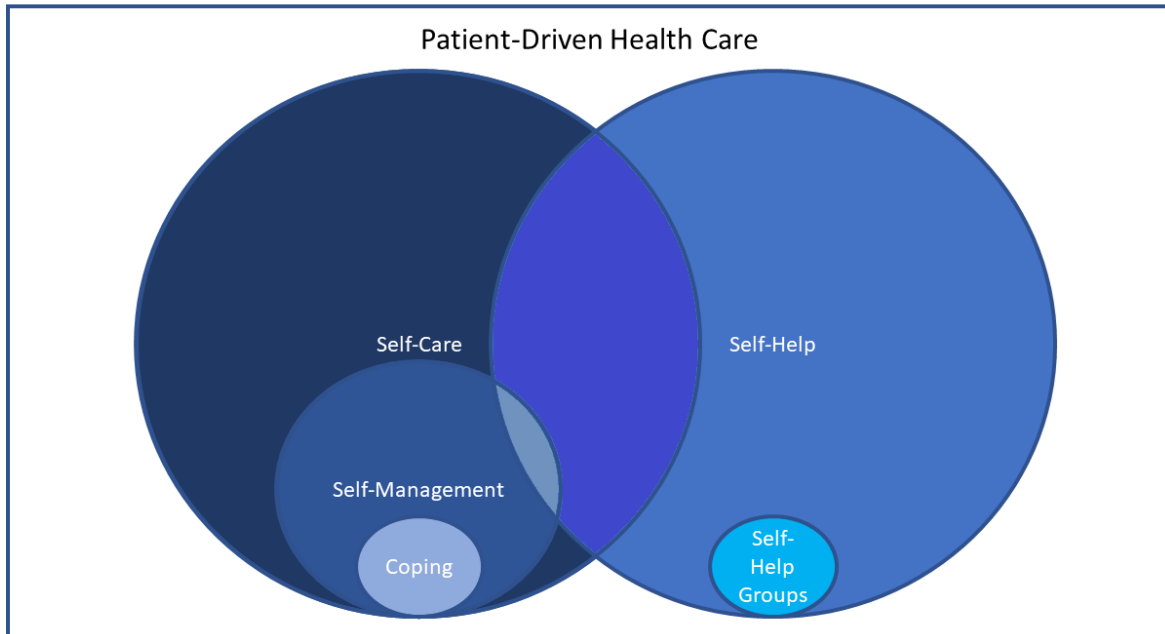 Patient-Driven Health Care
Self-Care
Self-Help
Self-Management
Coping
Self-
Help
Groups